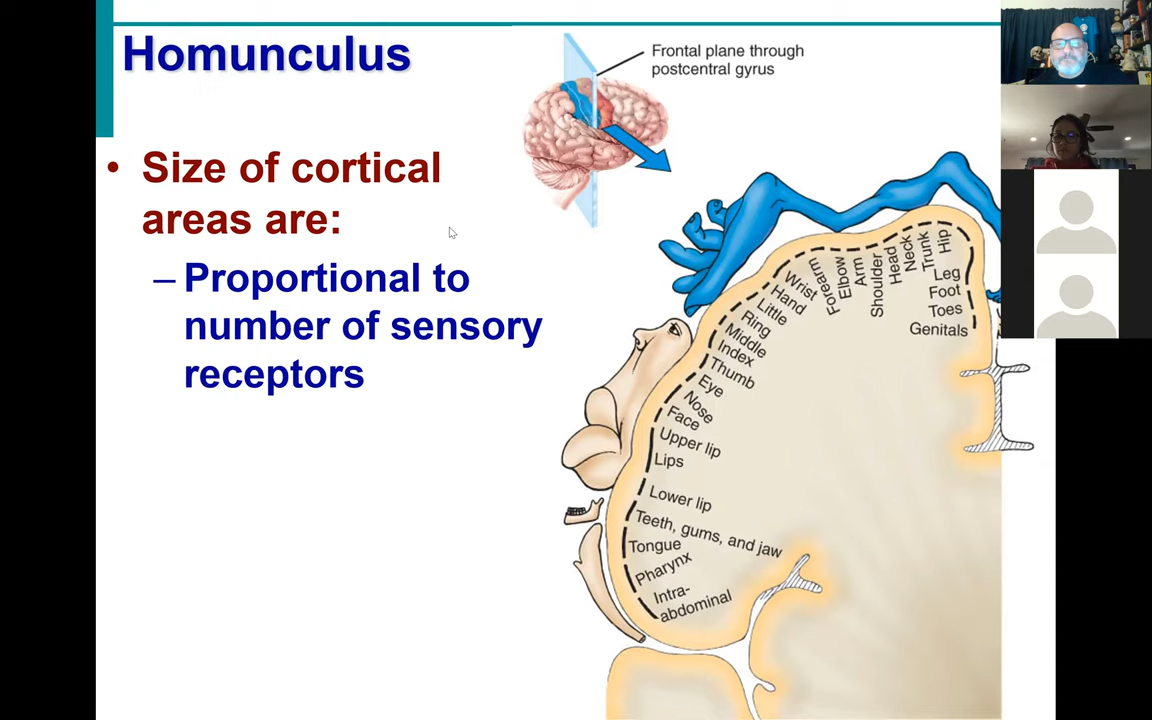 Homunculus
Frontal plane through
postcentral gyrus
• Size of cortical
areas are:
– Proportional to
number of sensory
receptors
Hip
Trunk
Neck
Head
Shoulder
Arm
Elbow
Forearm
Wrist
Hand
Little
Ring
Middle
Index
Thumb
Eye
Nose
Face
Upper lip
Lips
Lower lip
Teeth, gums, and jaw
Tongue
Pharynx
Intra-
abdominal
Leg
Foot
Toes
Genitals